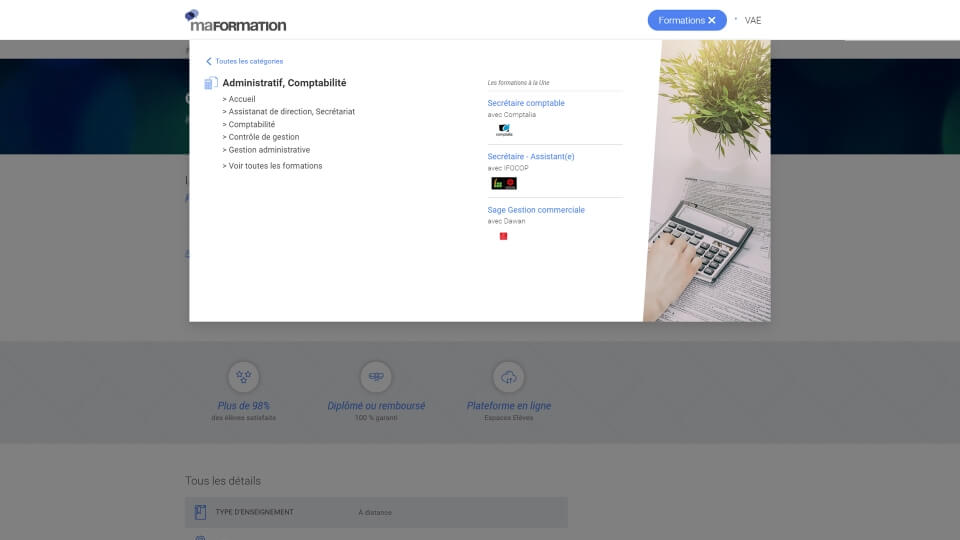 maFORMATION
Formations
VAE
Toutes les catégories
Administratif, Comptabilité
> Accueil
> Assistanat de direction, Secrétariat
> Comptabilité
> Contrôle de gestion
> Gestion administrative
> Voir toutes les formations
Les formations à la Une
Secrétaire comptable
avec Comptalia
comptalia
Secrétaire - Assistant(e)
avec IFOCOP
Sage Gestion commerciale
avec Dawan
Plus de 98%
des élèves satisfaits
Diplômé ou remboursé
100 % garanti
Plateforme en ligne
Espaces Elèves
Tous les détails
TYPE D'ENSEIGNEMENT
À distance